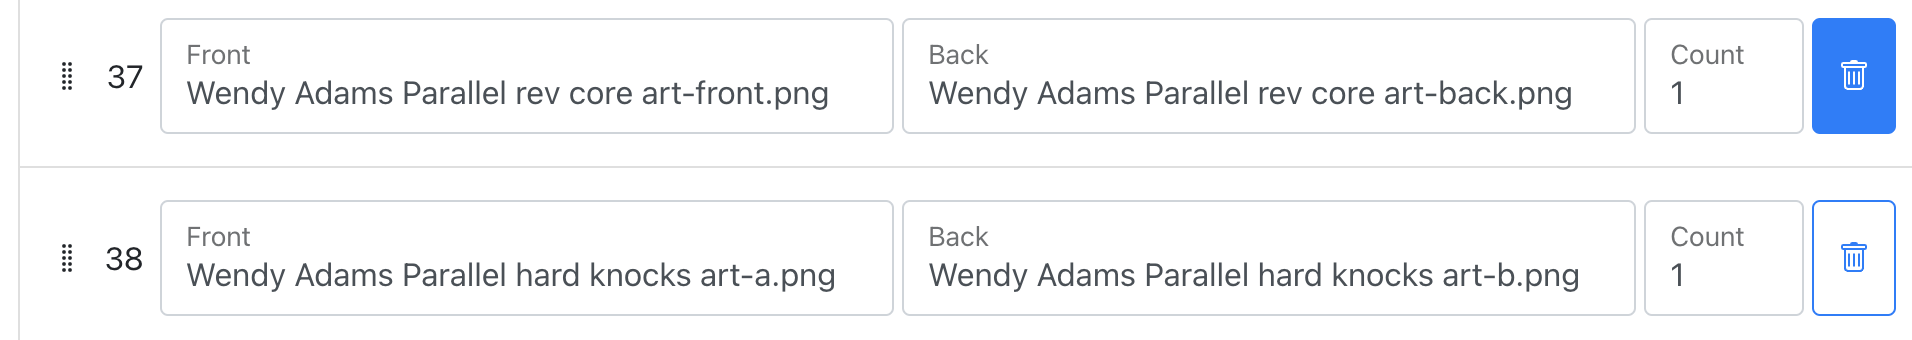 37
Front
Wendy Adams Parallel rev core art-front.png
Back
Wendy Adams Parallel rev core art-back.png
Count
1
38
Front
Wendy Adams Parallel hard knocks art-a.png
Back
Wendy Adams Parallel hard knocks art-b.png
Count
1